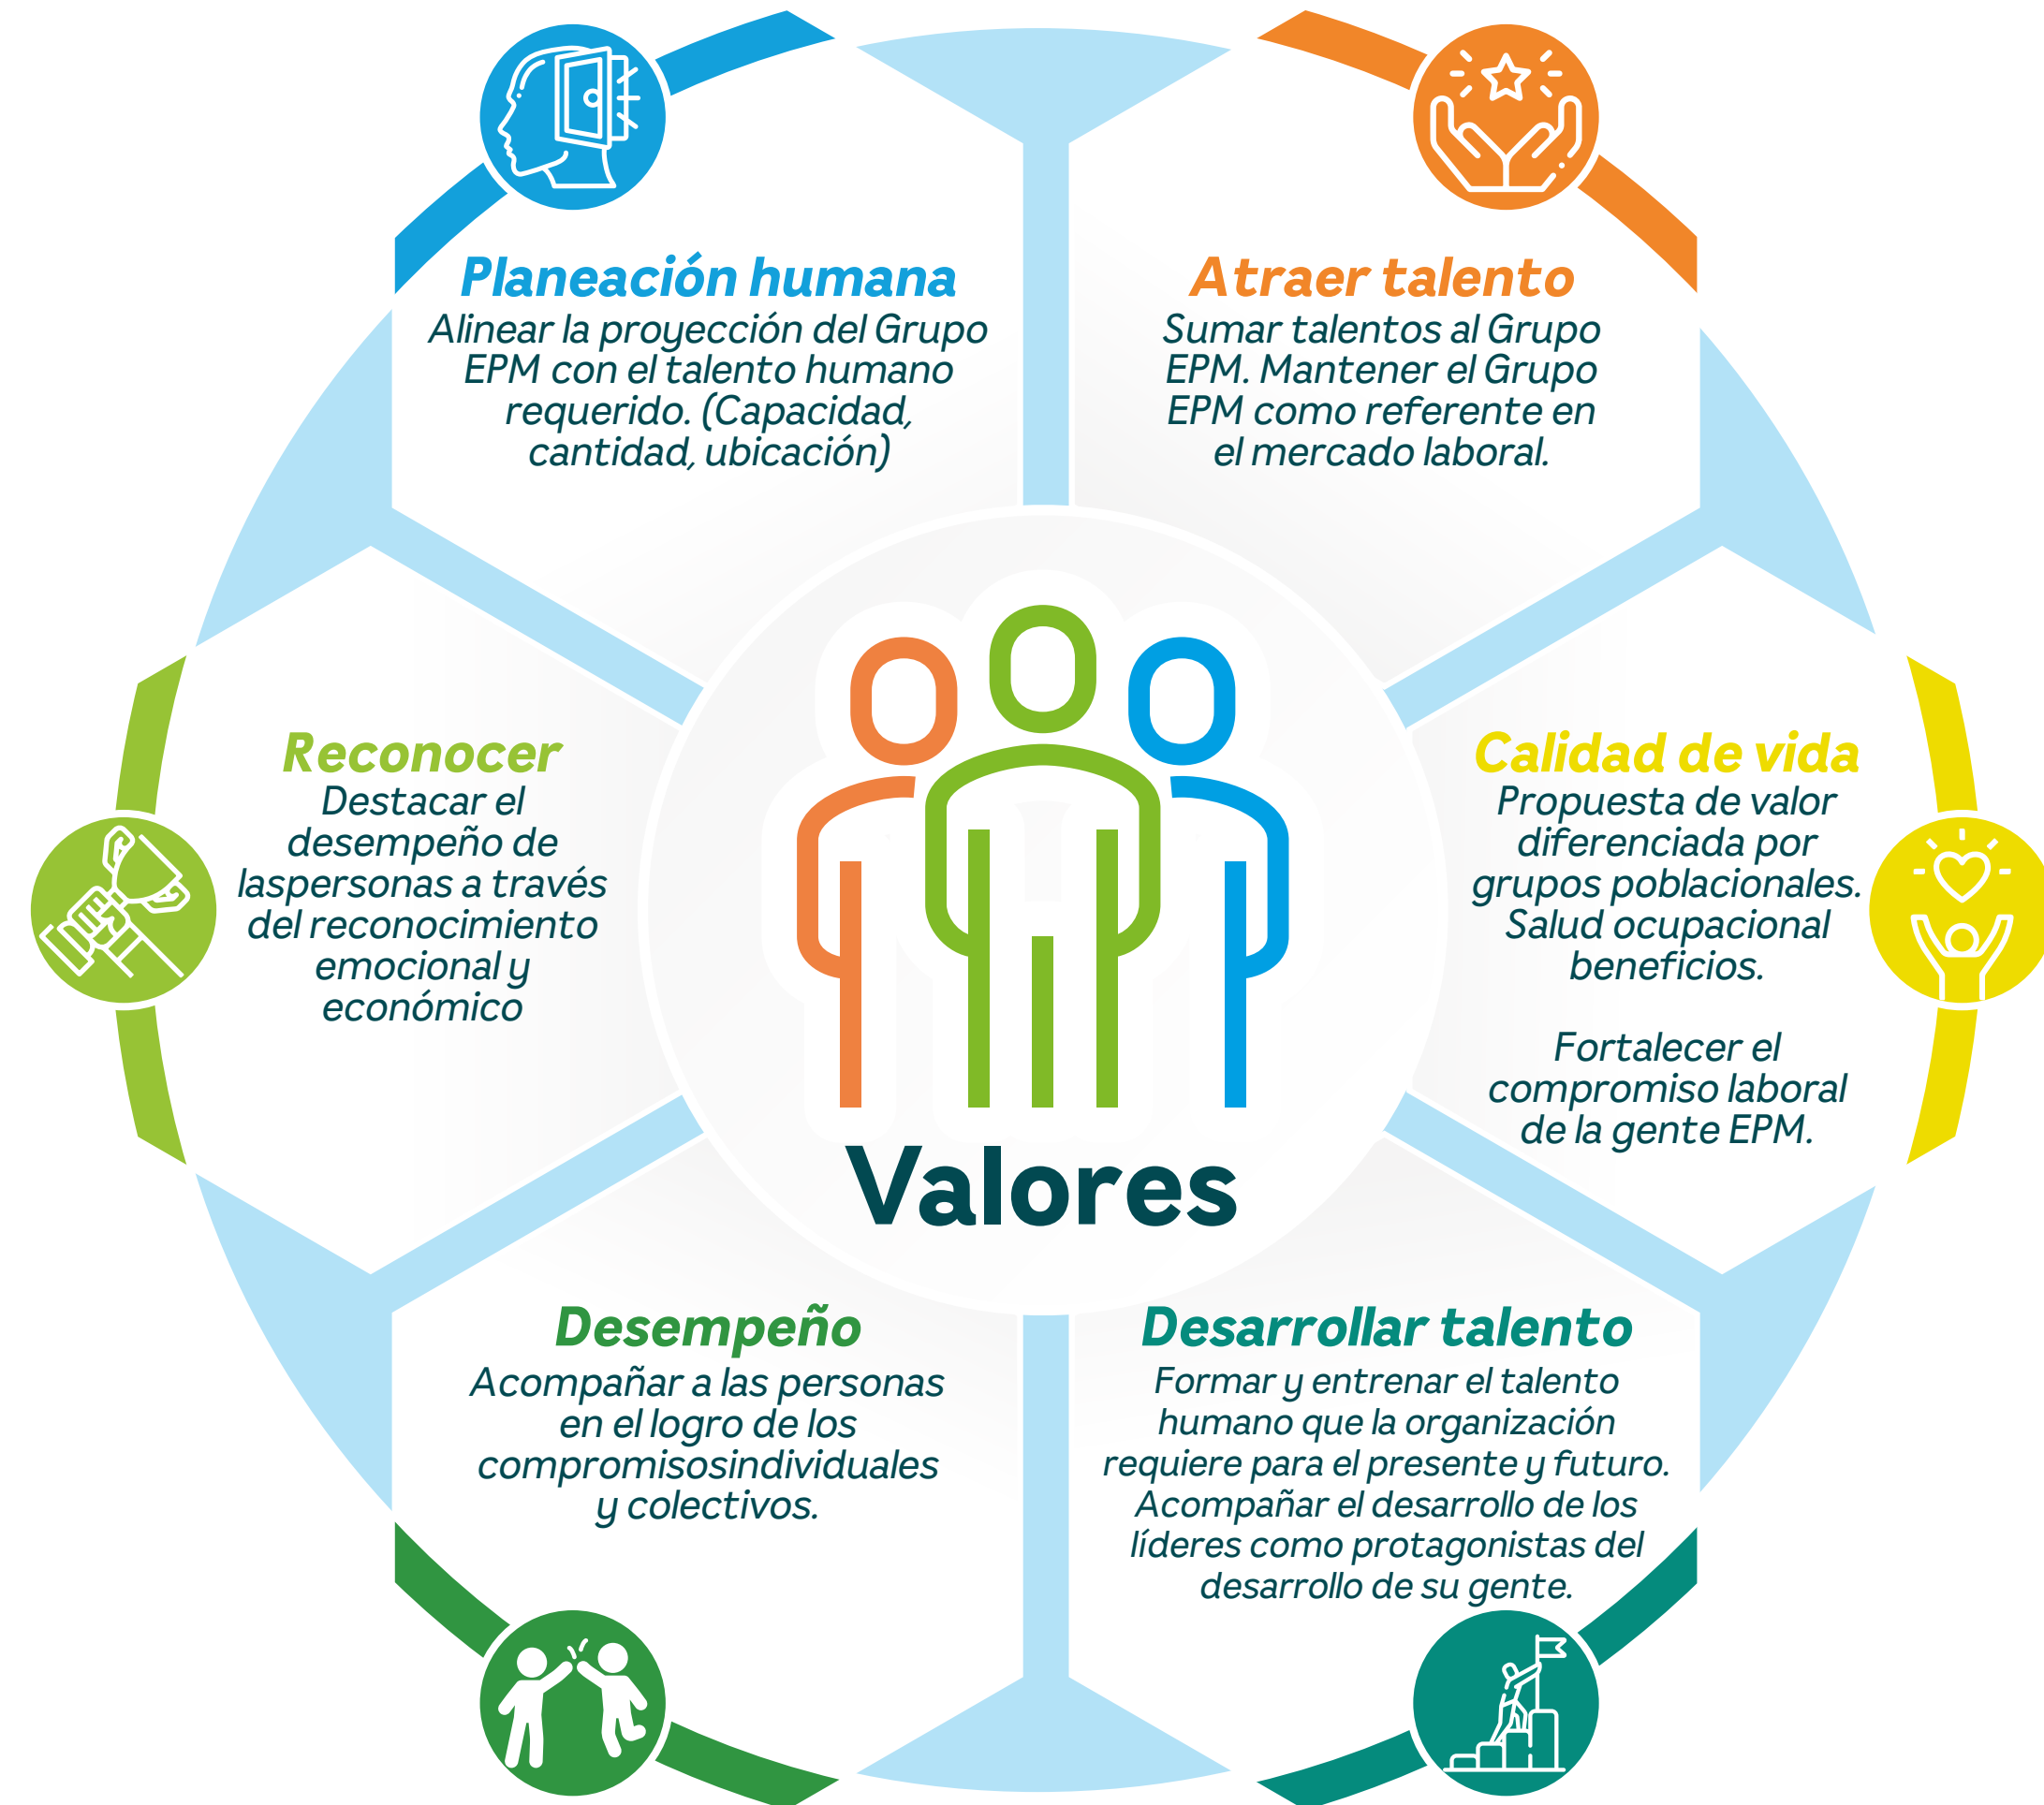 Planeación humana
Alinear la proyección del Grupo
EPM con el talento humano
requerido. (Capacidad,
cantidad, ubicación)
Atraer talento
Sumar talentos al Grupo
EPM. Mantener el Grupo
EPM como referente en
el mercado laboral.
Reconocer
Destacar el
desempeño de
laspersonas a través
del reconocimiento
emocional y
económico
Calidad de vida
Propuesta de valor
diferenciada por
grupos poblacionales.
Salud ocupacional
beneficios.
Fortalecer el
compromiso laboral
de la gente EPM.
Valores
Desempeño
Acompañar a las personas
en el logro de los
compromisosindividuales
y colectivos.
Desarrollar talento
Formar y entrenar el talento
humano que la organización
requiere para el presente y futuro.
Acompañar el desarrollo de los
líderes como protagonistas del
desarrollo de su gente.